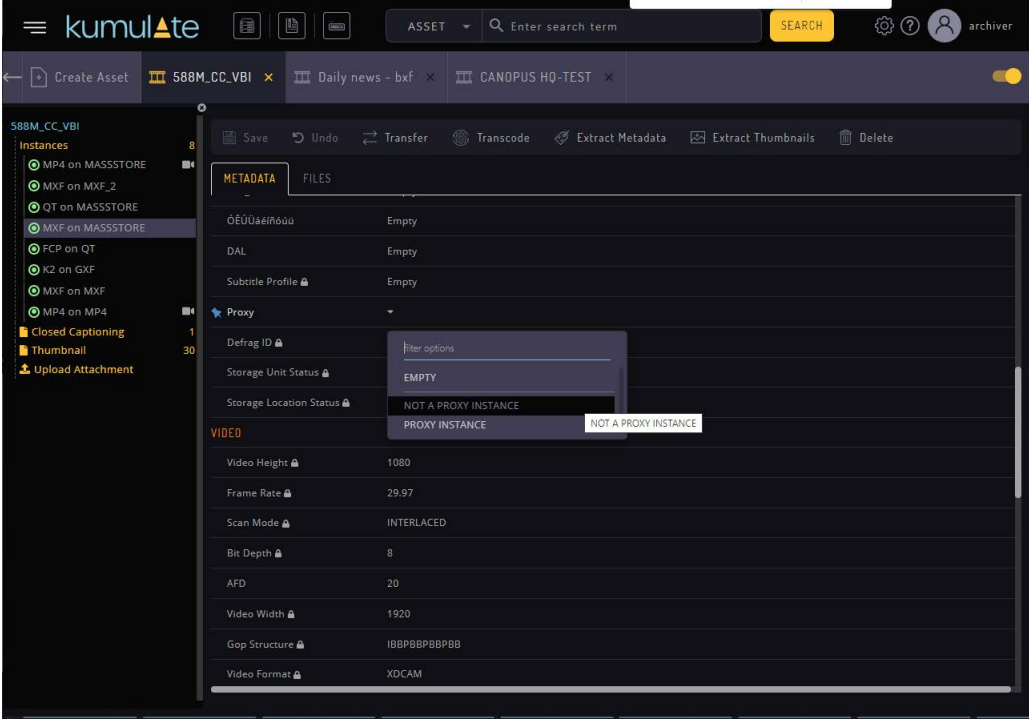 kumulate
ASSET
Enter search term
SEARCH
archiver
Create Asset
588M_CC_VBI ×
Daily news - bxf ×
CANOPUS HQ-TEST ×
588M_CC_VBI
Instances 8
MP4 on MASSSTORE
MXF on MXF_2
QT on MASSSTORE
MXF on MASSSTORE
FCP on QT
K2 on GXF
MXF on MXF
MP4 on MP4
Closed Captioning 1
Thumbnail 30
Upload Attachment
Save Undo Transfer Transcode Extract Metadata Extract Thumbnails Delete
METADATA FILES
ÓÊÚÜáéíñóúü Empty
DAL Empty
Subtitle Profile Empty
Proxy
filter options
EMPTY
NOT A PROXY INSTANCE
PROXY INSTANCE
NOT A PROXY INSTANCE
Defrag ID
Storage Unit Status
Storage Location Status
VIDEO
Video Height 1080
Frame Rate 29.97
Scan Mode INTERLACED
Bit Depth 8
AFD 20
Video Width 1920
Gop Structure IBBPBBPBBPBB
Video Format XDCAM